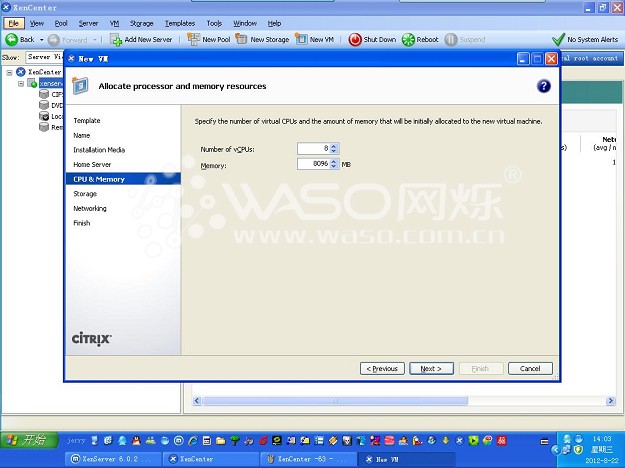 XenCenter
File View Pool Server VM Storage Templates Tools Window Help
Back Forward Add New Server New Pool New Storage New VM Shut Down Reboot Suspend No System Alerts
Show: Server Vi
New VM
al root account
XenCenter
xenserv
CIF
DVD
Loca
Rem
Allocate processor and memory resources
Template
Name
Installation Media
Home Server
CPU & Memory
Storage
Networking
Finish
Specify the number of virtual CPUs and the amount of memory that will be initially allocated to the new virtual machine.
Number of vCPUs: 8
Memory: 8096 MB
Net
s) (avg / m
1
WASO网烁®
www.waso.com.cn
CITRIX
< Previous Next > Finish Cancel
开始 jerry
XenServer 6.0.2 ... XenCenter XenCenter -63 - ... New VM
14:03
星期三
2012-8-22